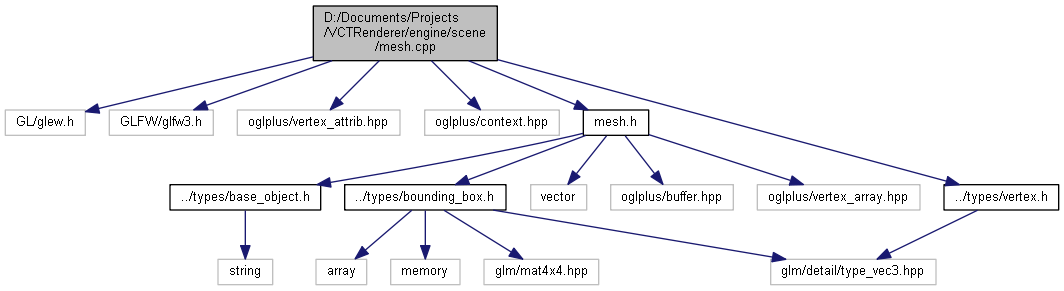 D:/Documents/Projects
/VCTRenderer/engine/scene
/mesh.cpp
GL/glew.h
GLFW/glfw3.h
oglplus/vertex_attrib.hpp
oglplus/context.hpp
mesh.h
../types/base_object.h
../types/bounding_box.h
vector
oglplus/buffer.hpp
oglplus/vertex_array.hpp
../types/vertex.h
string
array
memory
glm/mat4x4.hpp
glm/detail/type_vec3.hpp